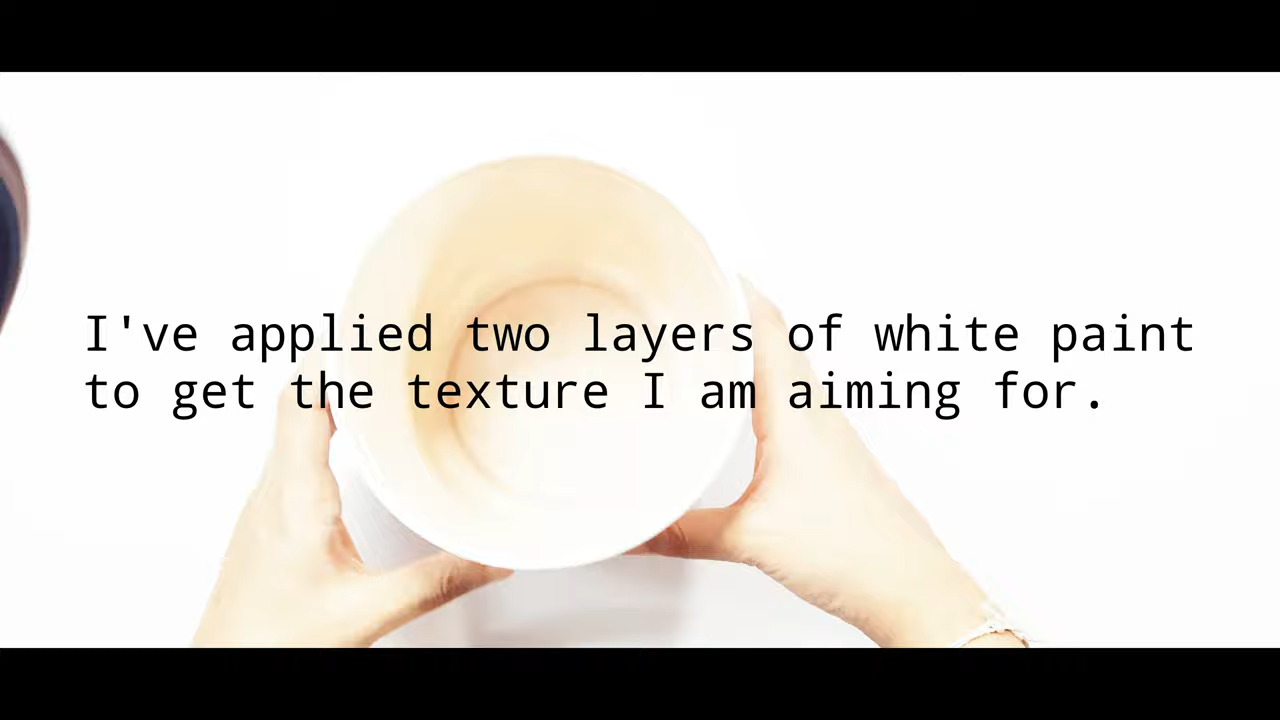 I've applied two layers of white paint
to get the texture I am aiming for.